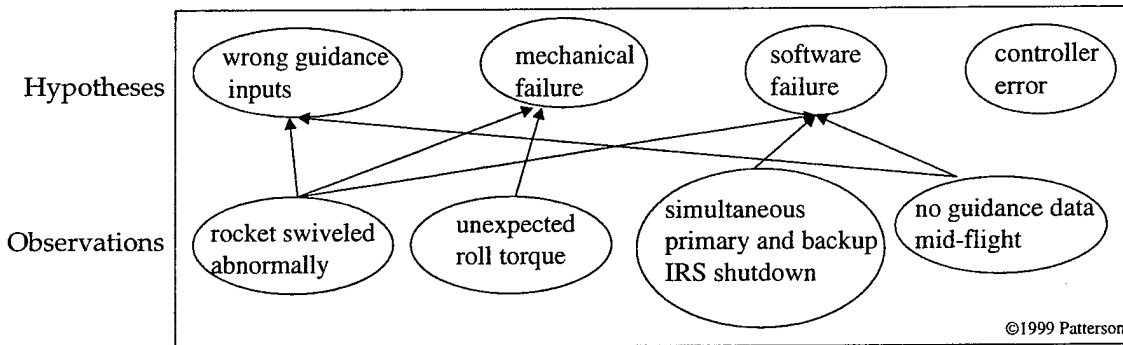 Hypotheses
wrong guidance
inputs
mechanical
failure
software
failure
controller
error
Observations
rocket swiveled
abnormally
unexpected
roll torque
simultaneous
primary and backup
IRS shutdown
no guidance data
mid-flight
©1999 Patterson